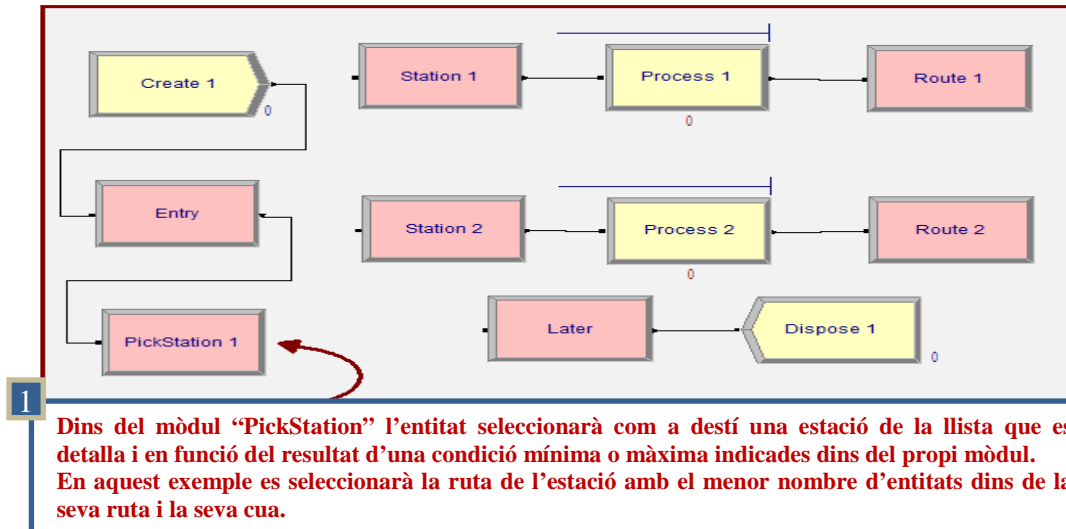 Create 1
0
Station 1
Process 1
0
Route 1
Entry
Station 2
Process 2
0
Route 2
PickStation 1
Later
Dispose 1
0
1
Dins del mòdul “PickStation” l’entitat seleccionarà com a destí una estació de la llista que es
detalla i en funció del resultat d’una condició mínima o màxima indicades dins del propi mòdul.
En aquest exemple es seleccionarà la ruta de l’estació amb el menor nombre d’entitats dins de la
seva ruta i la seva cua.